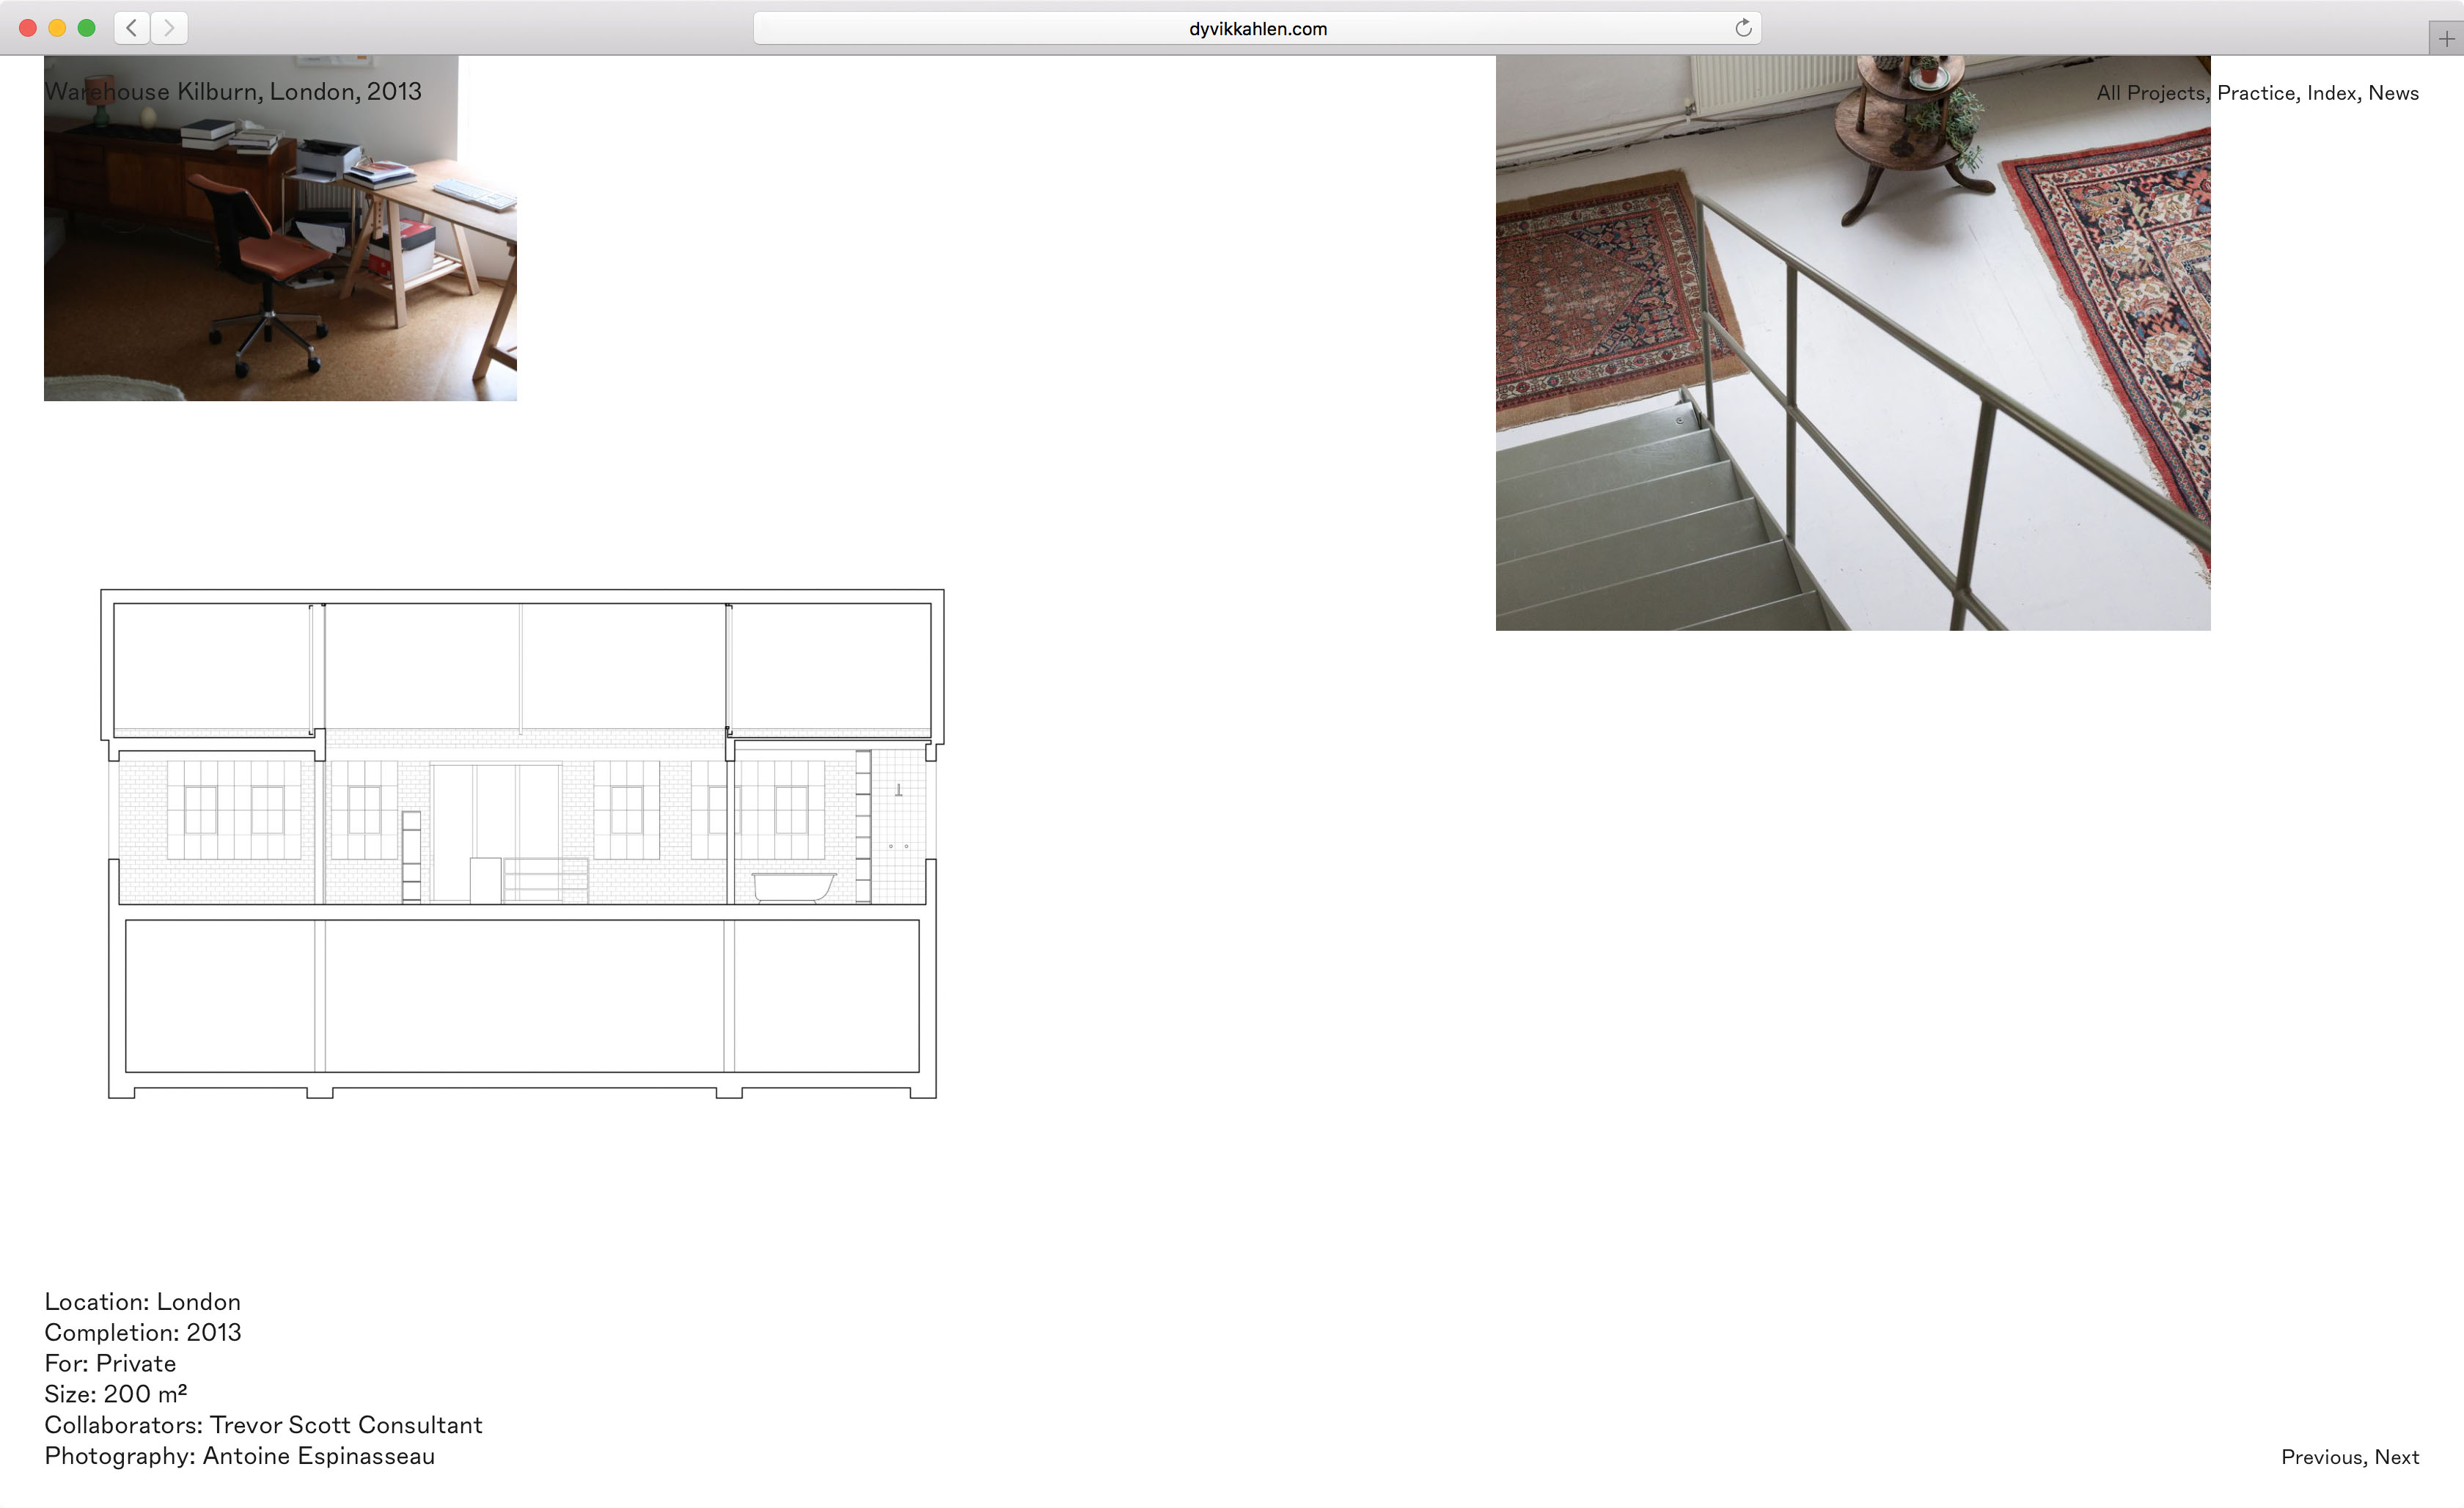 dyvikkahlen.com
Warehouse Kilburn, London, 2013
All Projects, Practice, Index, News
Location: London
Completion: 2013
For: Private
Size: 200 m²
Collaborators: Trevor Scott Consultant
Photography: Antoine Espinasseau
Previous, Next